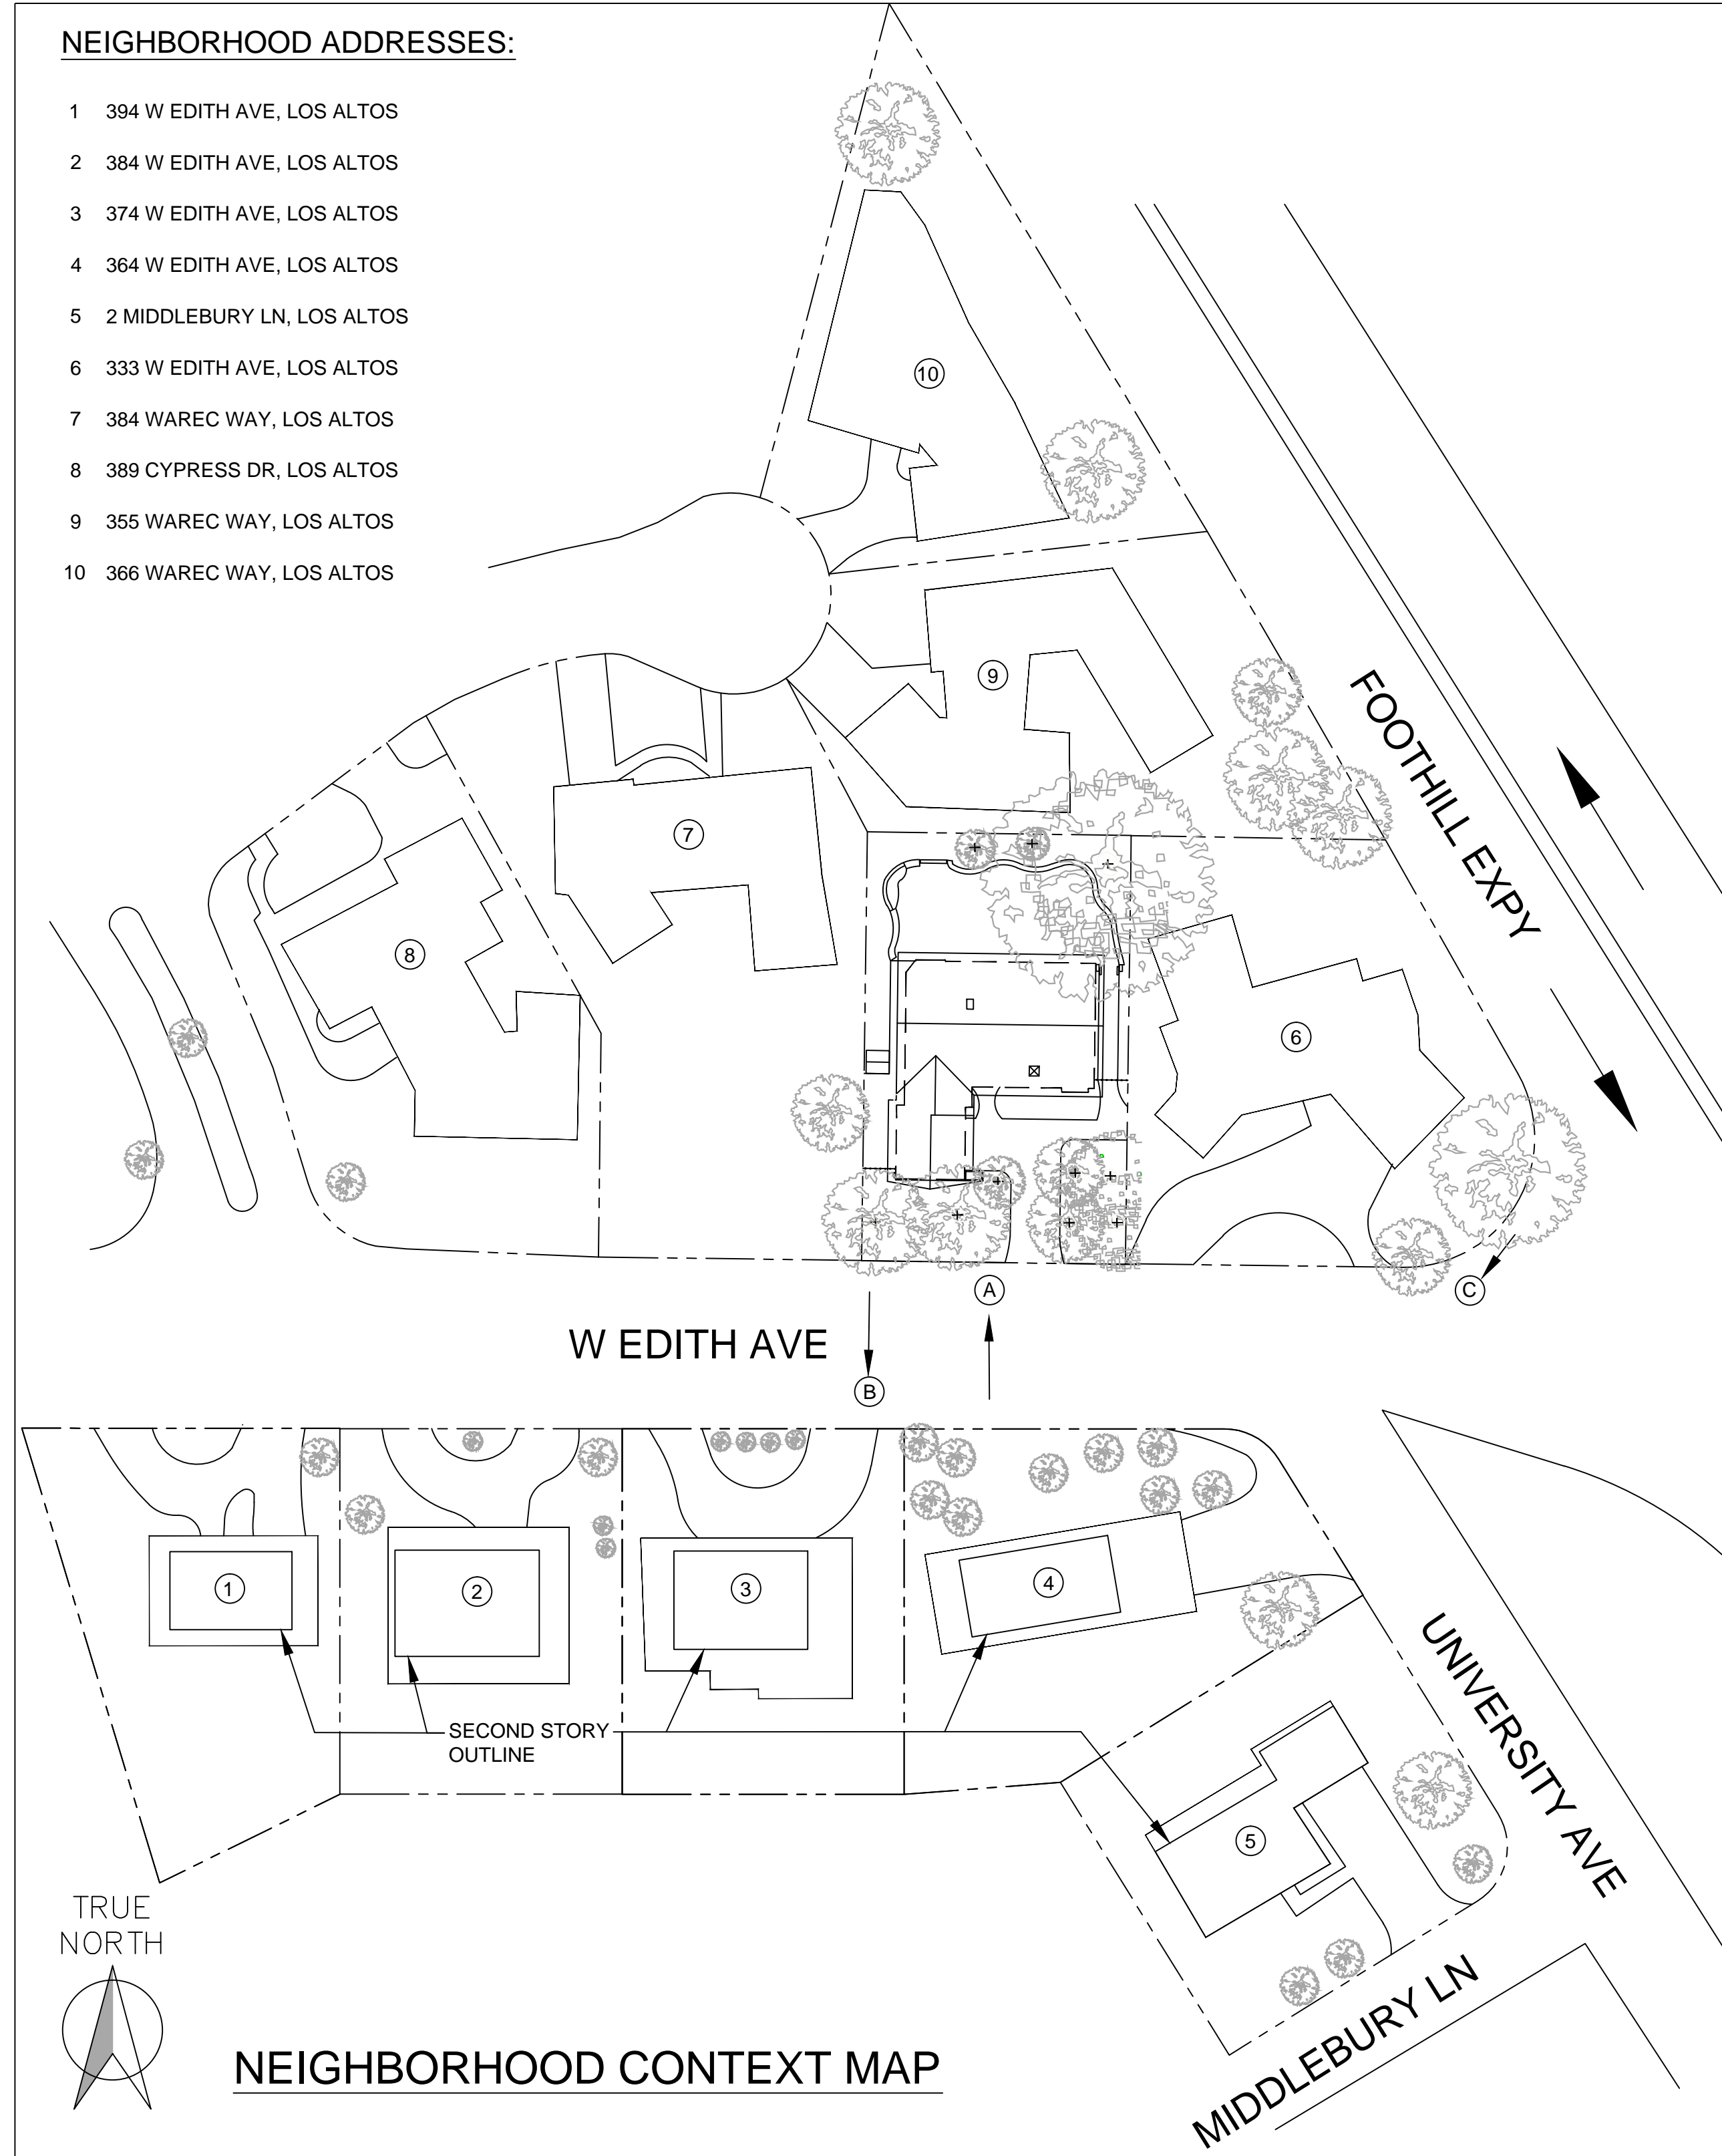 NEIGHBORHOOD ADDRESSES:
1 394 W EDITH AVE, LOS ALTOS
2 384 W EDITH AVE, LOS ALTOS
3 374 W EDITH AVE, LOS ALTOS
4 364 W EDITH AVE, LOS ALTOS
5 2 MIDDLEBURY LN, LOS ALTOS
6 333 W EDITH AVE, LOS ALTOS
7 384 WAREC WAY, LOS ALTOS
8 389 CYPRESS DR, LOS ALTOS
9 355 WAREC WAY, LOS ALTOS
10 366 WAREC WAY, LOS ALTOS
10
9
FOOTHILL EXPY
7
8
6
A
C
W EDITH AVE
B
1
2
3
4
SECOND STORY
OUTLINE
UNIVERSITY AVE
5
TRUE
NORTH
MIDDLEBURY LN
NEIGHBORHOOD CONTEXT MAP